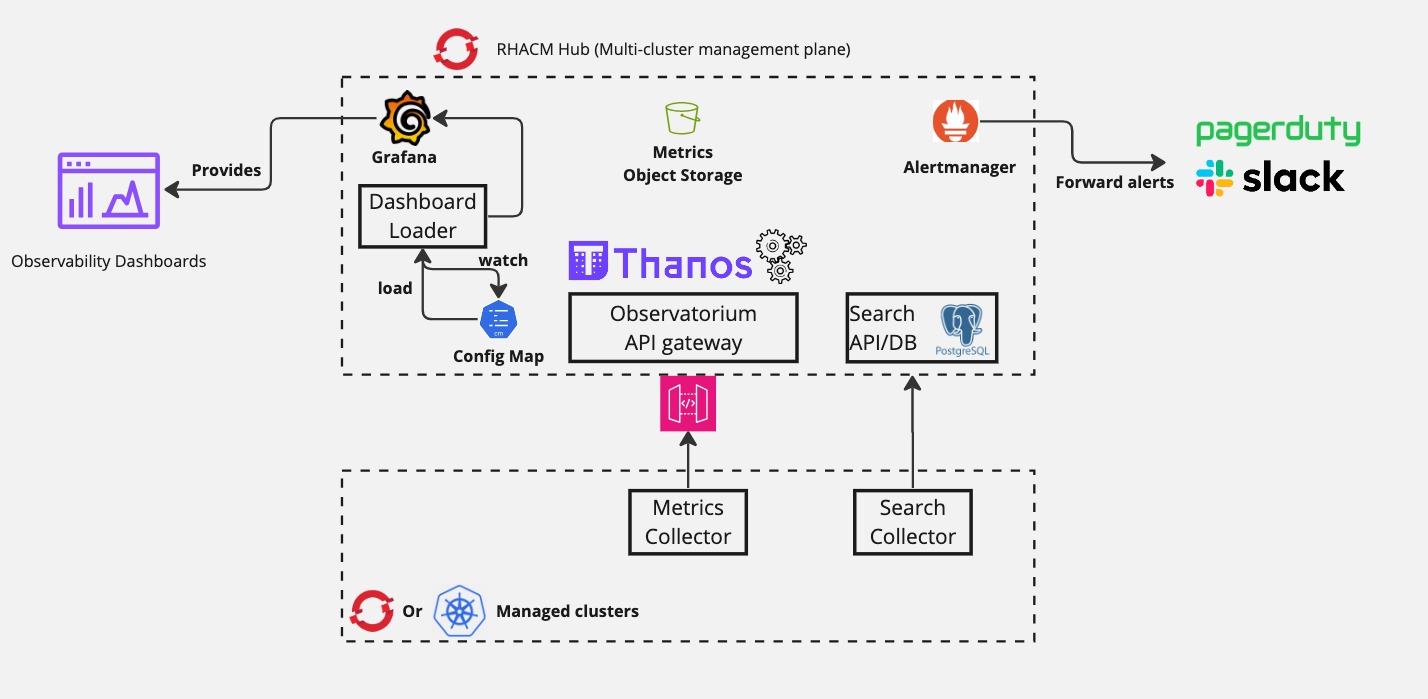 RHACM Hub (Multi-cluster management plane)
Grafana
Metrics
Object Storage
Alertmanager
pagerduty
slack
Forward alerts
Provides
Observability Dashboards
Dashboard
Loader
watch
load
cm
Config Map
Thanos
Observatorium
API gateway
Search
API/DB
PostgreSQL
</>
Metrics
Collector
Search
Collector
Or
Managed clusters